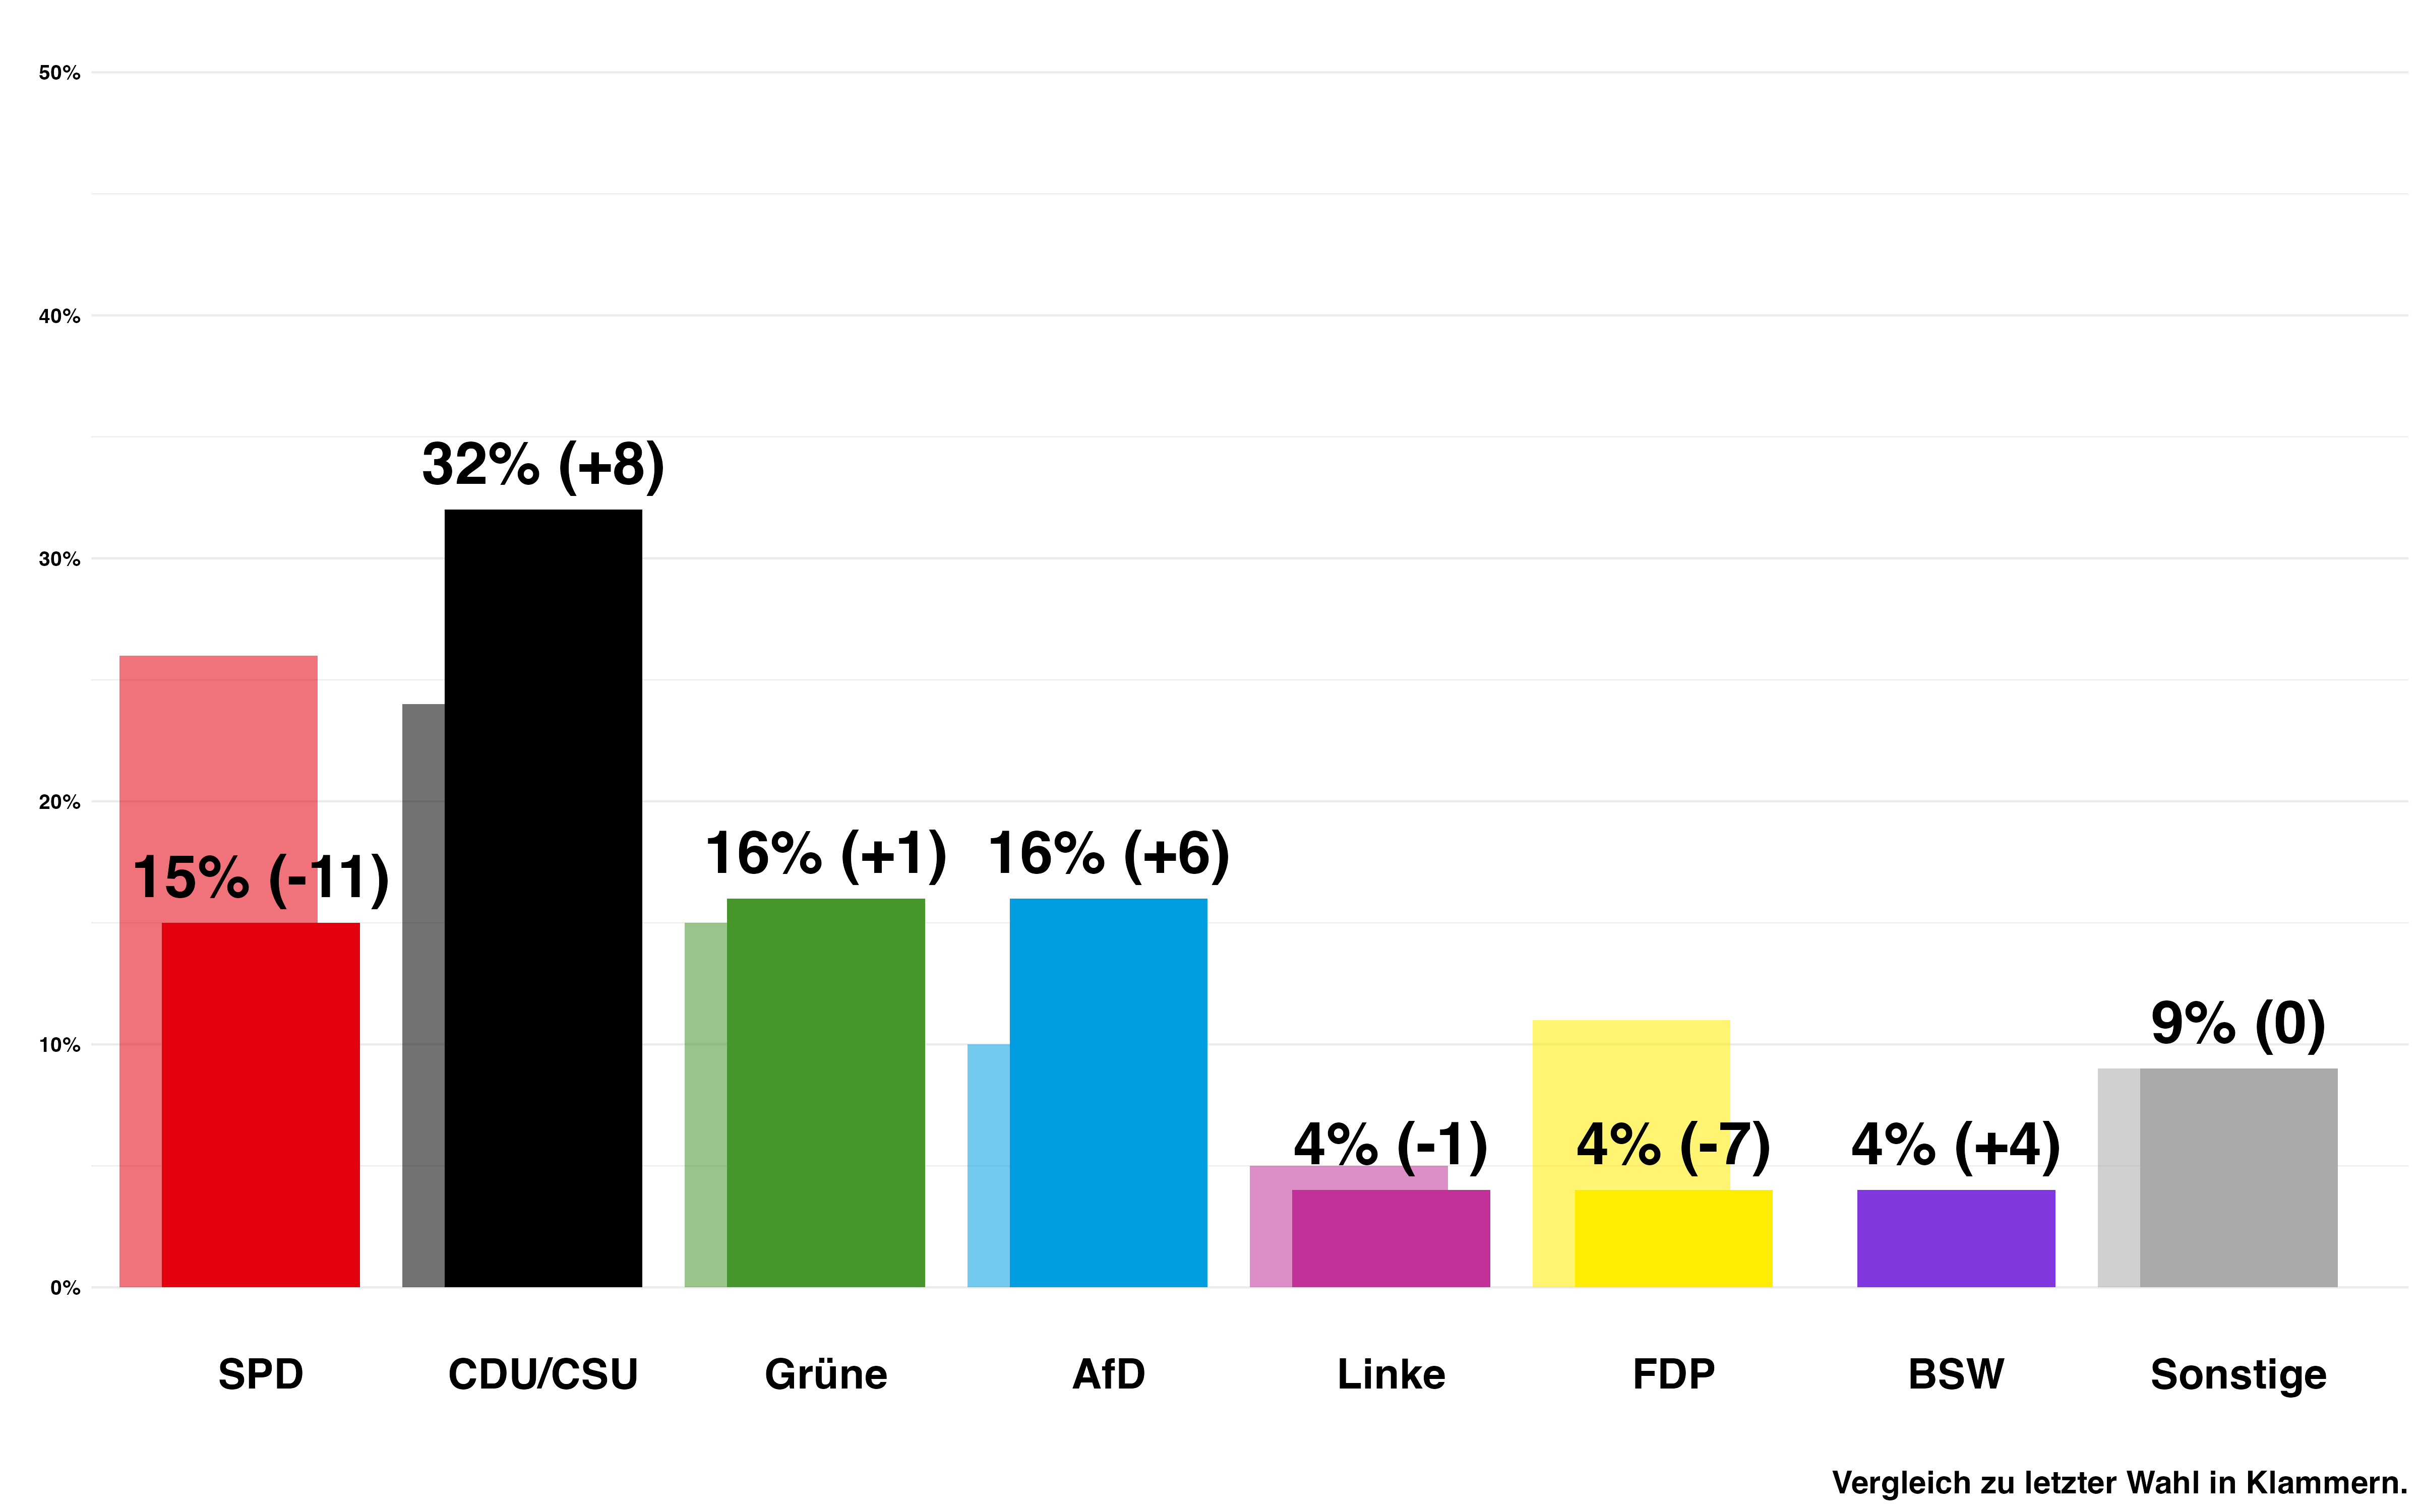 50%
40%
30%
20%
10%
0%
15% (-11)
32% (+8)
16% (+1)
16% (+6)
4% (-1)
4% (-7)
4% (+4)
9% (0)
SPD
CDU/CSU
Grüne
AfD
Linke
FDP
BSW
Sonstige
Vergleich zu letzter Wahl in Klammern.